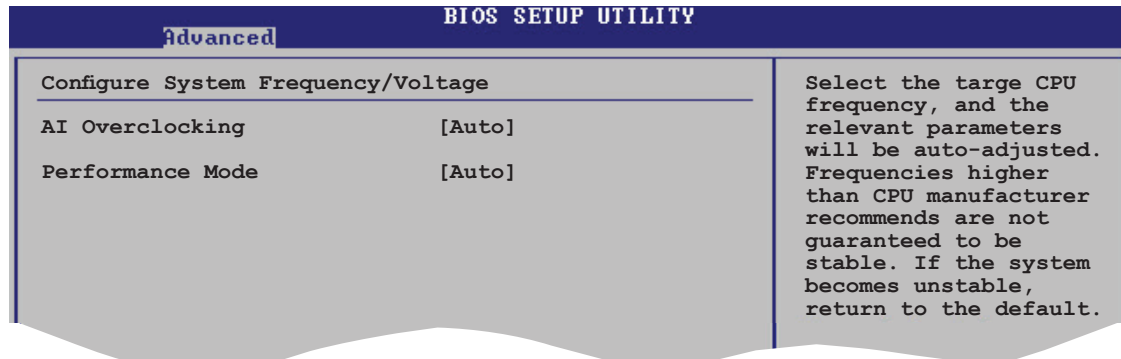 BIOS SETUP UTILITY
Advanced
Configure System Frequency/Voltage
AI Overclocking [Auto]
Performance Mode [Auto]
Select the targe CPU
frequency, and the
relevant parameters
will be auto-adjusted.
Frequencies higher
than CPU manufacturer
recommends are not
guaranteed to be
stable. If the system
becomes unstable,
return to the default.